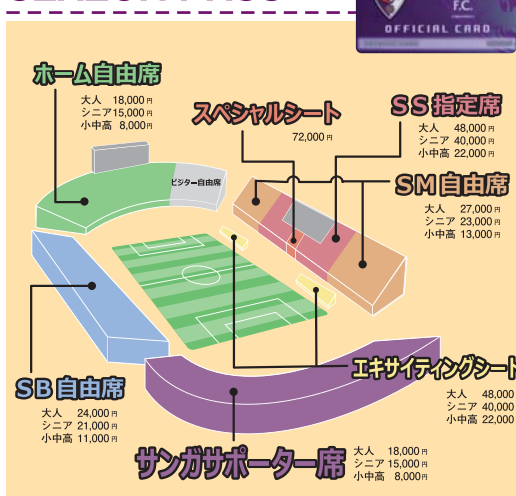 F.C.
OFFICIAL CARD
ホーム自由席
大人 18,000円
シニア 15,000円
小中高 8,000円
スペシャルシート
72,000円
SS指定席
大人 48,000円
シニア 40,000円
小中高 22,000円
ビジター自由席
SM自由席
大人 27,000円
シニア 23,000円
小中高 13,000円
SB自由席
大人 24,000円
シニア 21,000円
小中高 11,000円
エキサイティングシート
大人 48,000
シニア 40,000
小中高 22,000
サンガサポーター席
大人 18,000円
シニア 15,000円
小中高 8,000円